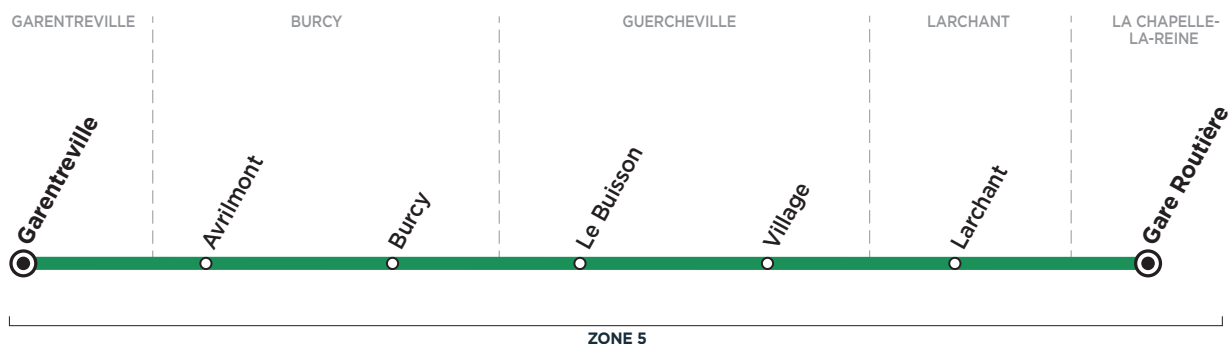 GARENTREVILLE
BURCY
GUERCHEVILLE
LARCHANT
LA CHAPELLE-
LA-REINE
Garentreville
Avrilmont
Burcy
Le Buisson
Village
Larchant
Gare Routière
ZONE 5